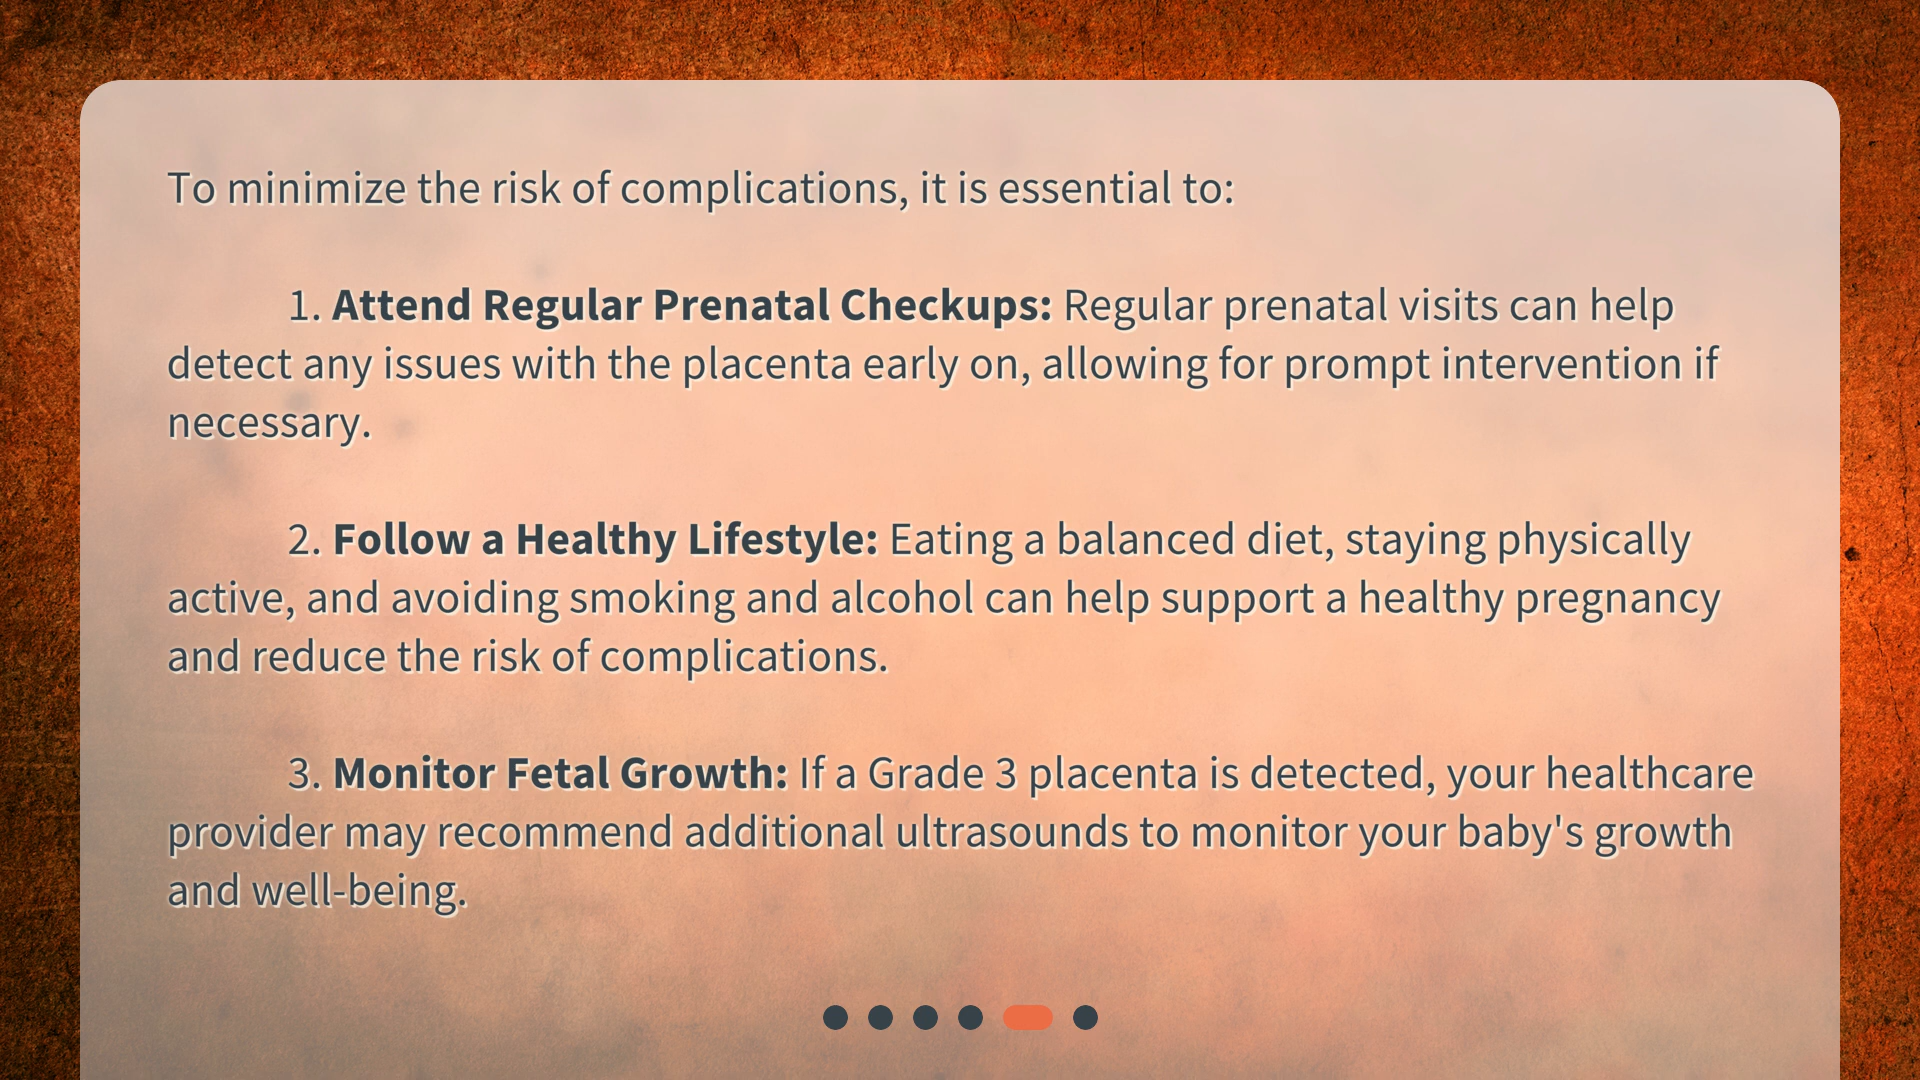 To minimize the risk of complications, it is essential to:
1. Attend Regular Prenatal Checkups: Regular prenatal visits can help
detect any issues with the placenta early on, allowing for prompt intervention if
necessary.
2. Follow a Healthy Lifestyle: Eating a balanced diet, staying physically
active, and avoiding smoking and alcohol can help support a healthy pregnancy
and reduce the risk of complications.
3. Monitor Fetal Growth: If a Grade 3 placenta is detected, your healthcare
provider may recommend additional ultrasounds to monitor your baby's growth
and well-being.